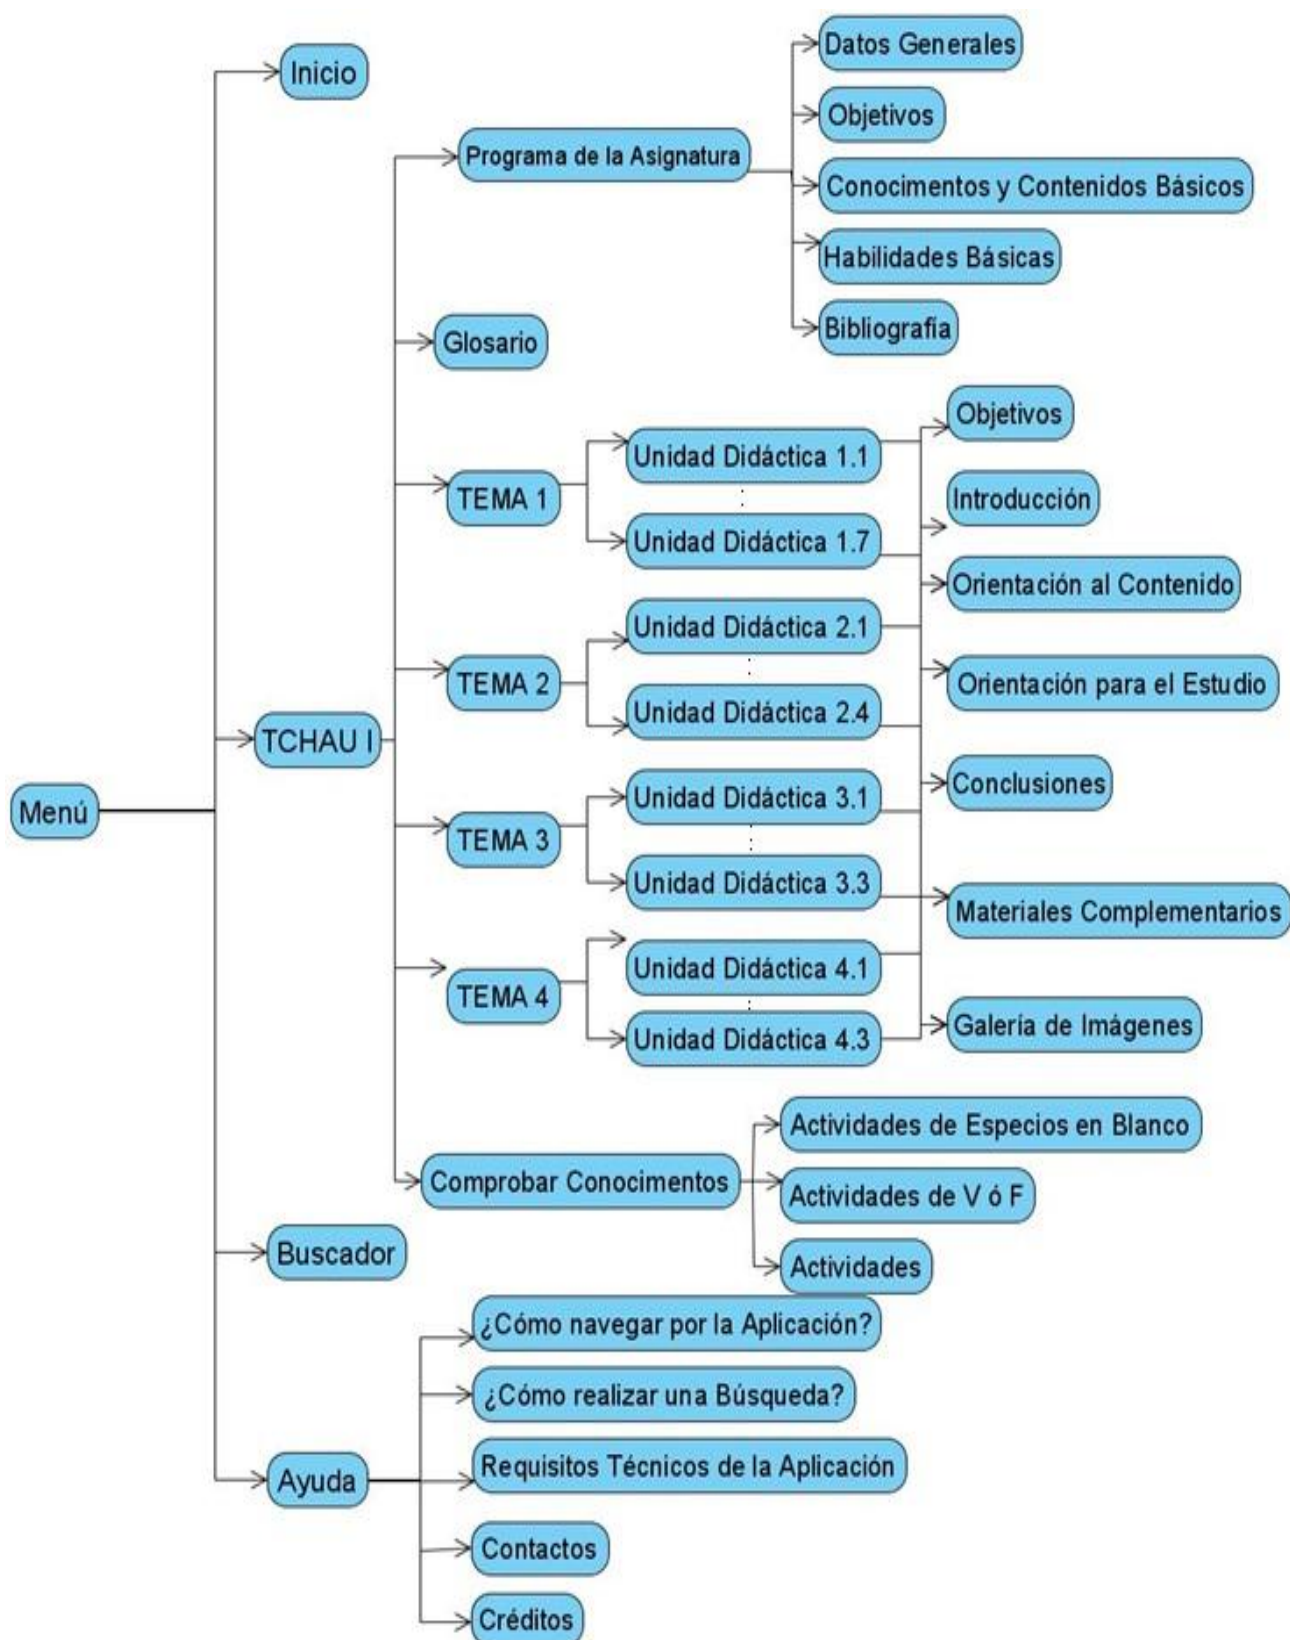 Menú
Inicio
TCHAU I
Programa de la Asignatura
Datos Generales
Objetivos
Conocimentos y Contenidos Básicos
Habilidades Básicas
Bibliografía
Glosario
TEMA 1
Unidad Didáctica 1.1
Unidad Didáctica 1.7
TEMA 2
Unidad Didáctica 2.1
Unidad Didáctica 2.4
TEMA 3
Unidad Didáctica 3.1
Unidad Didáctica 3.3
TEMA 4
Unidad Didáctica 4.1
Unidad Didáctica 4.3
Objetivos
Introducción
Orientación al Contenido
Orientación para el Estudio
Conclusiones
Materiales Complementarios
Galería de Imágenes
Comprobar Conocimentos
Actividades de Especios en Blanco
Actividades de V ó F
Actividades
Buscador
Ayuda
¿Cómo navegar por la Aplicación?
¿Cómo realizar una Búsqueda?
Requisitos Técnicos de la Aplicación
Contactos
Créditos